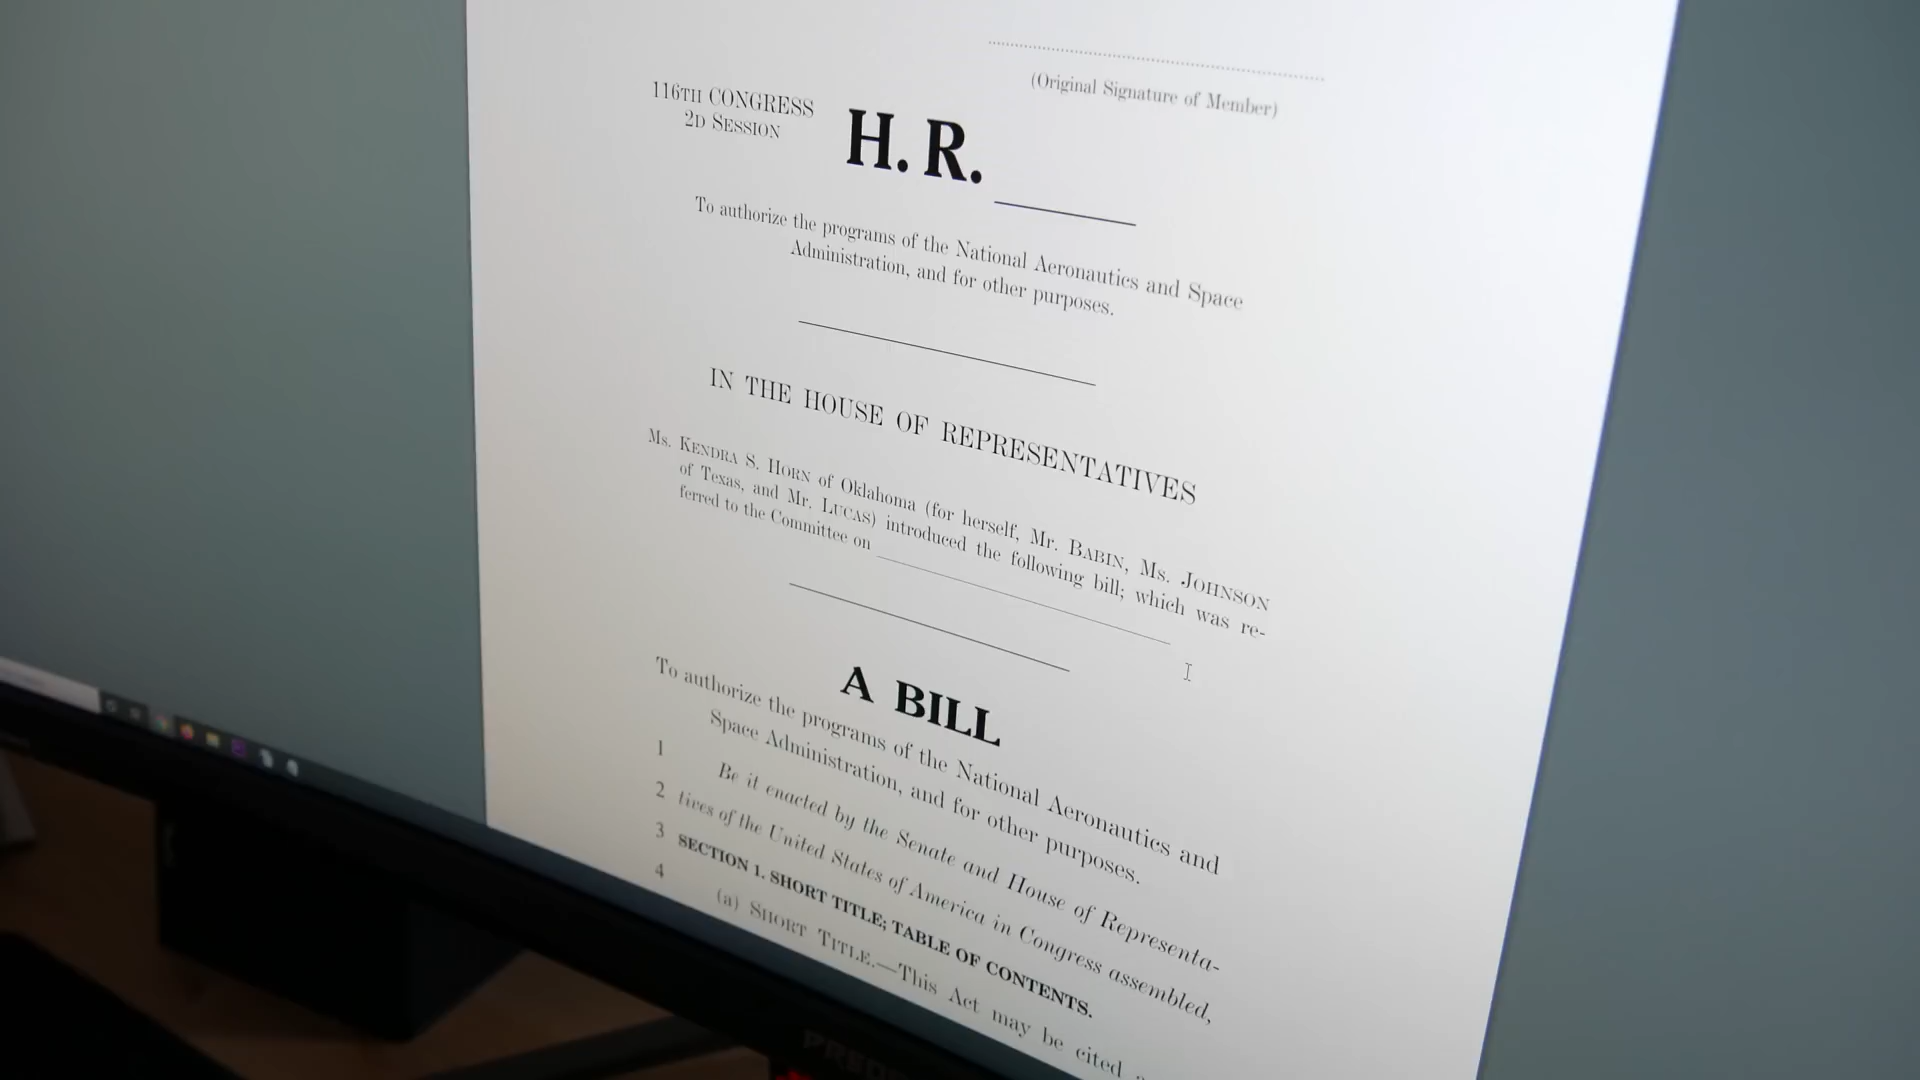 (Original Signature of Member)
116TH CONGRESS
2D SESSION
H. R.
To authorize the programs of the National Aeronautics and Space
Administration, and for other purposes.
IN THE HOUSE OF REPRESENTATIVES
Ms. KENDRA S. HORN of Oklahoma (for herself, Mr. BABIN, Ms. JOHNSON
of Texas, and Mr. LUCAS) introduced the following bill; which was re-
ferred to the Committee on
A BILL
To authorize the programs of the National Aeronautics and
Space Administration, and for other purposes.
1 Be it enacted by the Senate and House of Representa-
2 tives of the United States of America in Congress assembled,
3 SECTION 1. SHORT TITLE; TABLE OF CONTENTS.
4 (a) SHORT TITLE.—This Act may be cited